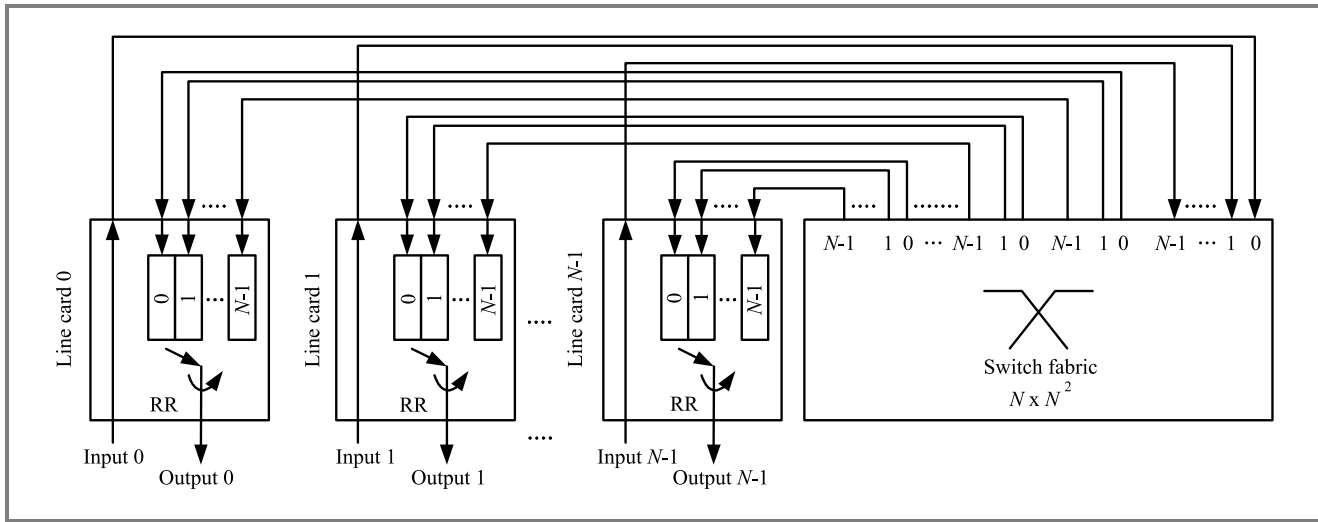 .... .... .... .... ........ .....
N-1 1 0 ... N-1 1 0 N-1 1 0 N-1 ... 1 0
Line card 0
0 1 ... N-1
RR
Input 0
Output 0
Line card 1
0 1 ... N-1
RR
Input 1
Output 1
....
....
Line card N-1
0 1 ... N-1
RR
Input N-1
Output N-1
Switch fabric
N x N²